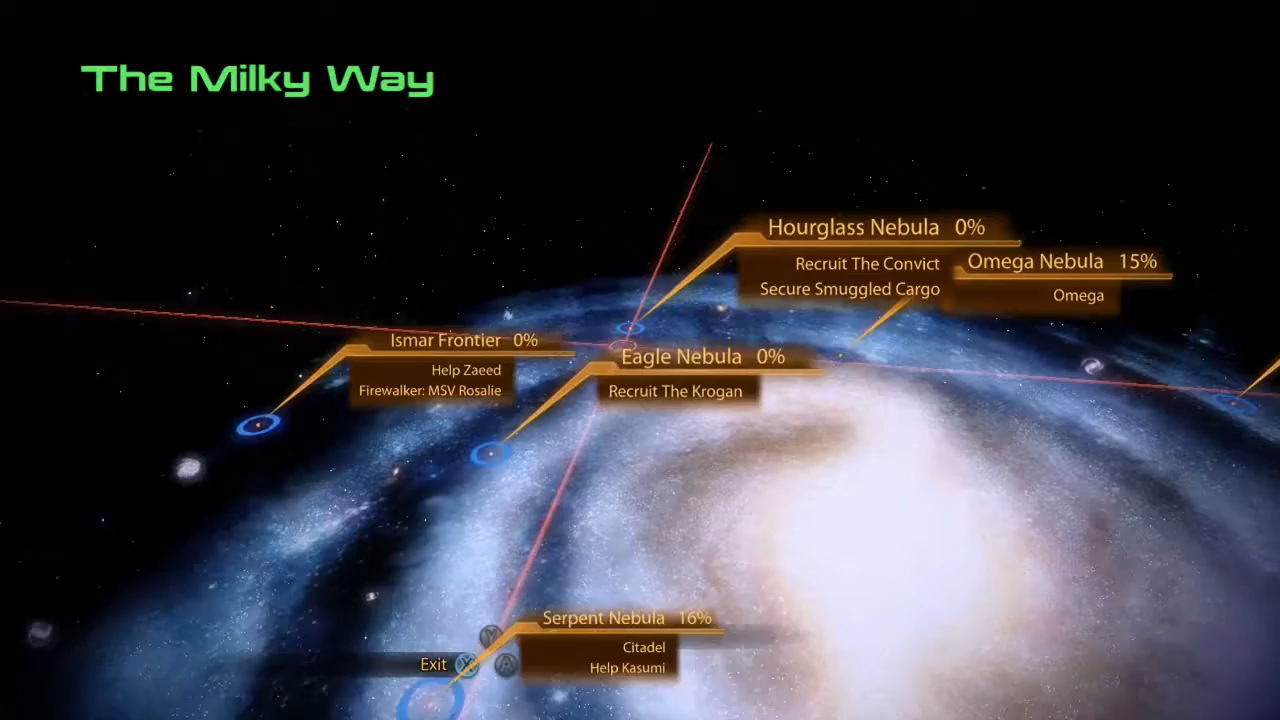 The Milky Way
Hourglass Nebula 0%
Recruit The Convict
Secure Smuggled Cargo
Omega Nebula 15%
Omega
Ismar Frontier 0%
Help Zaeed
Firewalker: MSV Rosalie
Eagle Nebula 0%
Recruit The Krogan
Serpent Nebula 16%
Citadel
Help Kasumi
Exit X A
Y